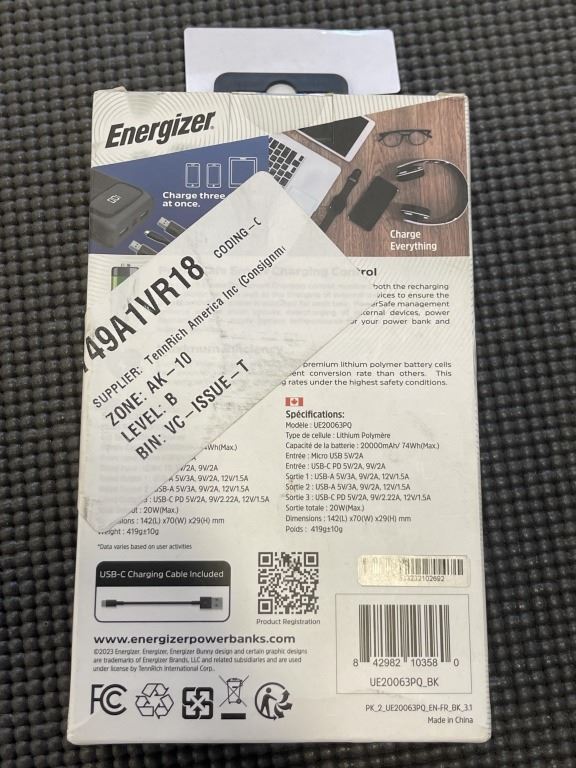 Energizer
Charge three
at once.
Charge
Everything
49A1VR18 CODING-C
SUPPLIER: TennRich America Inc (Consignm
ZONE: AK-10
LEVEL: B
BIN: VC-ISSUE-T
Charging Control
both the recharging
to ensure the
management
devices, power
your power bank and
premium lithium polymer battery cells
conversion rate than others. This
rates under the highest safety conditions.
Wh(Max.)
5V/2A, 9V/2A
5V/3A, 9V/2A, 12V/1.5A
USB-A 5V/3A, 9V/2A, 12V/1.5A
USB-C PD 5V/2A, 9V/2.22A, 12V/1.5A
20W(Max.)
142(L) x70(W) x29(H) mm
Weight : 419g±10g
*Data varies based on user activities
Spécifications:
Modèle : UE20063PQ
Type de cellule : Lithium Polymère
Capacité de la batterie : 20000mAh/ 74Wh(Max.)
Entrée : Micro USB 5V/2A
Entrée : USB-C PD 5V/2A, 9V/2A
Sortie 1 : USB-A 5V/3A, 9V/2A, 12V/1.5A
Sortie 2 : USB-A 5V/3A, 9V/2A, 12V/1.5A
Sortie 3 : USB-C PD 5V/2A, 9V/2.22A, 12V/1.5A
Sortie totale : 20W(Max.)
Dimensions : 142(L) x70(W) x29(H) mm
Poids : 419g±10g
USB-C Charging Cable Included
Product Registration
www.energizerpowerbanks.com
©2023 Energizer. Energizer, Energizer Bunny design and certain graphic designs
are trademarks of Energizer Brands, LLC and related subsidiaries and are used
under license by TennRich International Corp.
FC
8 42982 10358 0
UE20063PQ_BK
PK_2_UE20063PQ_EN-FR_BK_3.1
Made in China